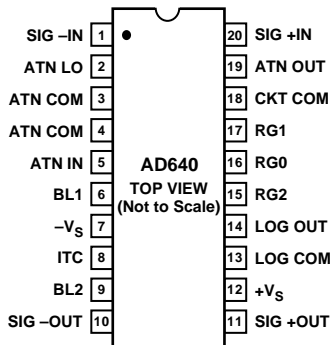 SIG –IN 1
ATN LO 2
ATN COM 3
ATN COM 4
ATN IN 5
BL1 6
–VS 7
ITC 8
BL2 9
SIG –OUT 10
AD640
TOP VIEW
(Not to Scale)
20 SIG +IN
19 ATN OUT
18 CKT COM
17 RG1
16 RG0
15 RG2
14 LOG OUT
13 LOG COM
12 +VS
11 SIG +OUT